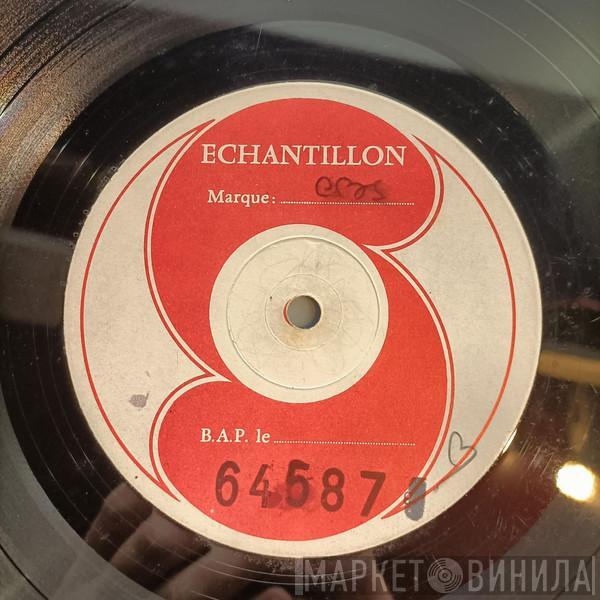 ECHANTILLON
Marque:
B.A.P. le
64587
B
МАРКЕТ ВИНИЛА